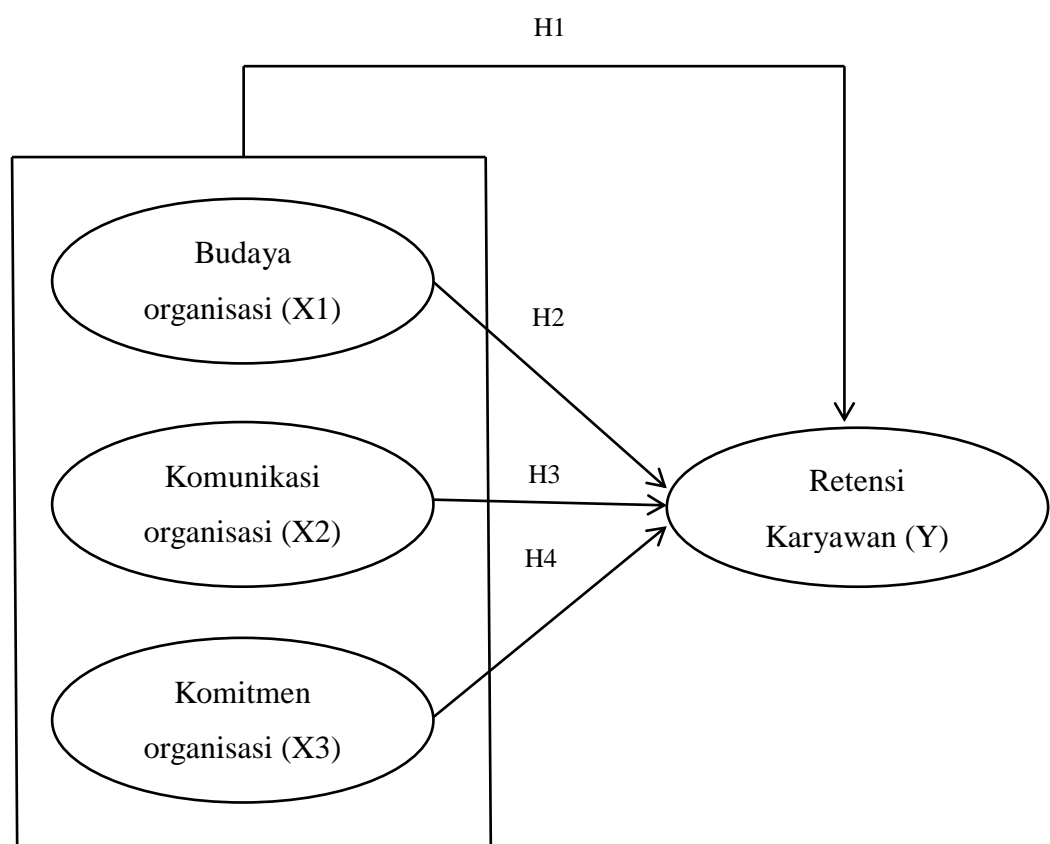 H1
Budaya
organisasi (X1)
H2
Komunikasi
organisasi (X2)
H3
Retensi
Karyawan (Y)
H4
Komitmen
organisasi (X3)